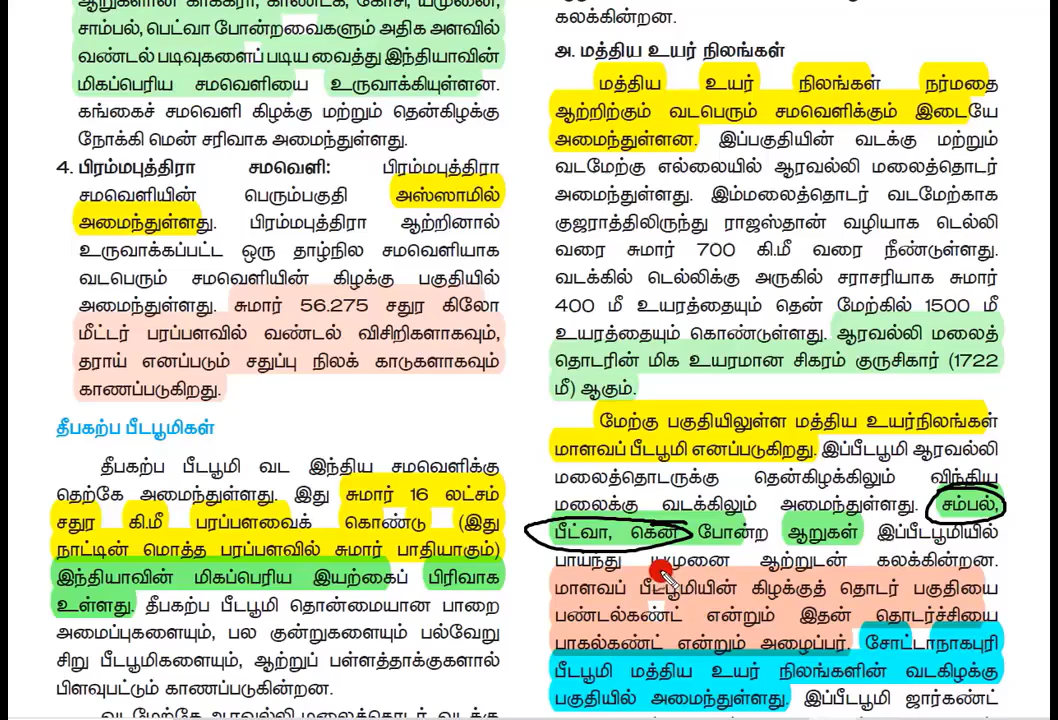 ஆறுகளான காக்கரா, காண்டக், கோசி, யமுனை,
சாம்பல், பெட்வா போன்றவைகளும் அதிக அளவில்
வண்டல் படிவுகளைப் படிய வைத்து இந்தியாவின்
மிகப்பெரிய சமவெளியை உருவாக்கியுள்ளன.
கங்கைச் சமவெளி கிழக்கு மற்றும் தென்கிழக்கு
நோக்கி மென் சரிவாக அமைந்துள்ளது.
4. பிரம்மபுத்திரா சமவெளி: பிரம்மபுத்திரா
சமவெளியின் பெரும்பகுதி அஸ்ஸாமில்
அமைந்துள்ளது. பிரம்மபுத்திரா ஆற்றினால்
உருவாக்கப்பட்ட ஒரு தாழ்நில சமவெளியாக
வடபெரும் சமவெளியின் கிழக்கு பகுதியில்
அமைந்துள்ளது. சுமார் 56.275 சதுர கிலோ
மீட்டர் பரப்பளவில் வண்டல் விசிறிகளாகவும்,
தராய் எனப்படும் சதுப்பு நிலக் காடுகளாகவும்
காணப்படுகிறது.
தீபகற்ப பீடபூமிகள்
தீபகற்ப பீடபூமி வட இந்திய சமவெளிக்கு
தெற்கே அமைந்துள்ளது. இது சுமார் 16 லட்சம்
சதுர கி.மீ பரப்பளவைக் கொண்டு (இது
நாட்டின் மொத்த பரப்பளவில் சுமார் பாதியாகும்)
இந்தியாவின் மிகப்பெரிய இயற்கைப் பிரிவாக
உள்ளது. தீபகற்ப பீடபூமி தொன்மையான பாறை
அமைப்புகளையும், பல குன்றுகளையும் பல்வேறு
சிறு பீடபூமிகளையும், ஆற்றுப் பள்ளத்தாக்குகளால்
பிளவுபட்டும் காணப்படுகின்றன.
வடமேற்கே ஆரவல்லி மலைத்தொடர் வடக்கு
கலக்கின்றன.
அ. மத்திய உயர் நிலங்கள்
மத்திய உயர் நிலங்கள் நர்மதை
ஆற்றிற்கும் வடபெரும் சமவெளிக்கும் இடையே
அமைந்துள்ளன. இப்பகுதியின் வடக்கு மற்றும்
வடமேற்கு எல்லையில் ஆரவல்லி மலைத்தொடர்
அமைந்துள்ளது. இம்மலைத்தொடர் வடமேற்காக
குஜராத்திலிருந்து ராஜஸ்தான் வழியாக டெல்லி
வரை சுமார் 700 கி.மீ வரை நீண்டுள்ளது.
வடக்கில் டெல்லிக்கு அருகில் சராசரியாக சுமார்
400 மீ உயரத்தையும் தென் மேற்கில் 1500 மீ
உயரத்தையும் கொண்டுள்ளது. ஆரவல்லி மலைத்
தொடரின் மிக உயரமான சிகரம் குருசிகார் (1722
மீ) ஆகும்.
மேற்கு பகுதியிலுள்ள மத்திய உயர்நிலங்கள்
மாளவப் பீடபூமி எனப்படுகிறது. இப்பீடபூமி ஆரவல்லி
மலைத்தொடருக்கு தென்கிழக்கிலும் விந்திய
மலைக்கு வடக்கிலும் அமைந்துள்ளது. சம்பல்,
பீட்வா, கென் போன்ற ஆறுகள் இப்பீடபூமியில்
பாய்ந்து யமுனை ஆற்றுடன் கலக்கின்றன.
மாளவப் பீடபூமியின் கிழக்குத் தொடர் பகுதியை
பண்டல்கண்ட் என்றும் இதன் தொடர்ச்சியை
பாகல்கண்ட் என்றும் அழைப்பர். சோட்டாநாகபுரி
பீடபூமி மத்திய உயர் நிலங்களின் வடகிழக்கு
பகுதியில் அமைந்துள்ளது. இப்பீடபூமி ஜார்கண்ட்